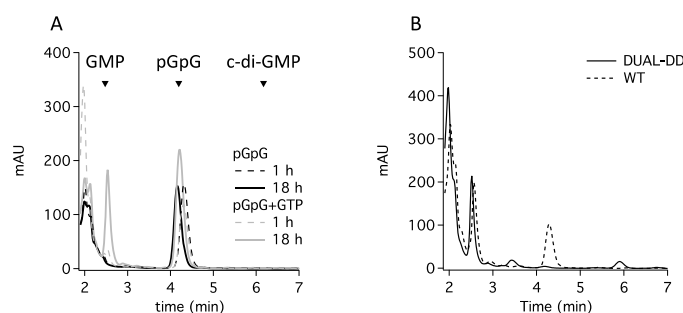 A
GMP pGpG c-di-GMP
400
300
200
100
0
mAU
pGpG
1 h
18 h
pGpG+GTP
1 h
18 h
2 3 4 5 6 7
time (min)
B
DUAL-DD
WT
500
400
300
200
100
0
mAU
2 3 4 5 6 7
Time (min)